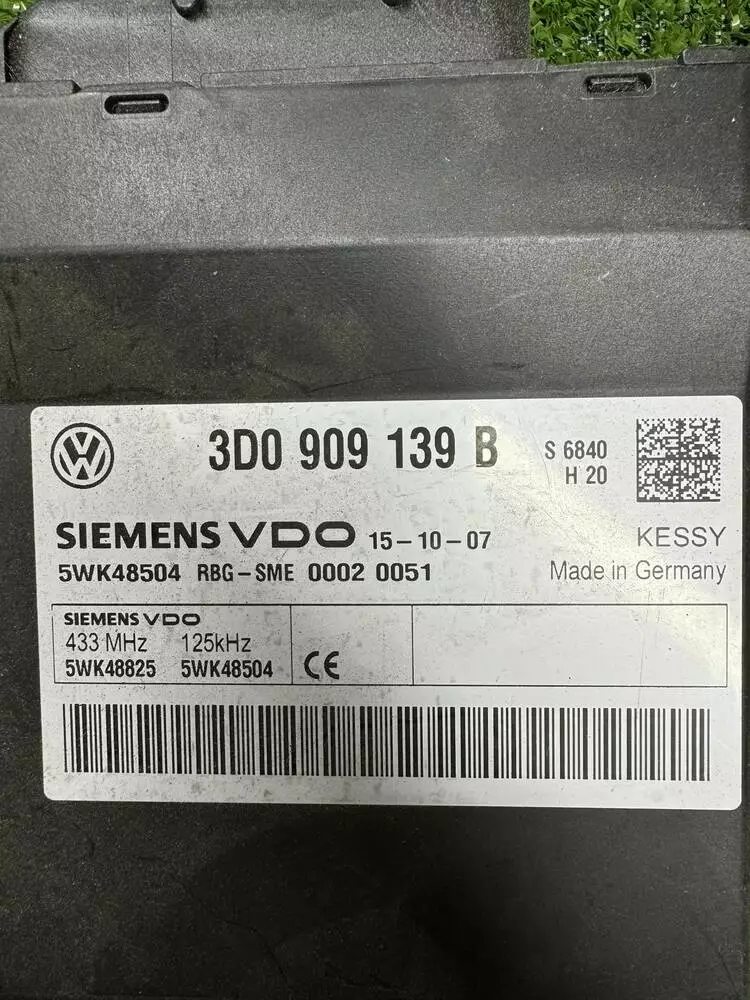 3D0 909 139 B
S 6840
H 20
SIEMENS VDO 15-10-07
KESSY
5WK48504 RBG-SME 0002 0051
Made in Germany
SIEMENS VDO
433 MHz 125kHz
5WK48825 5WK48504
CE